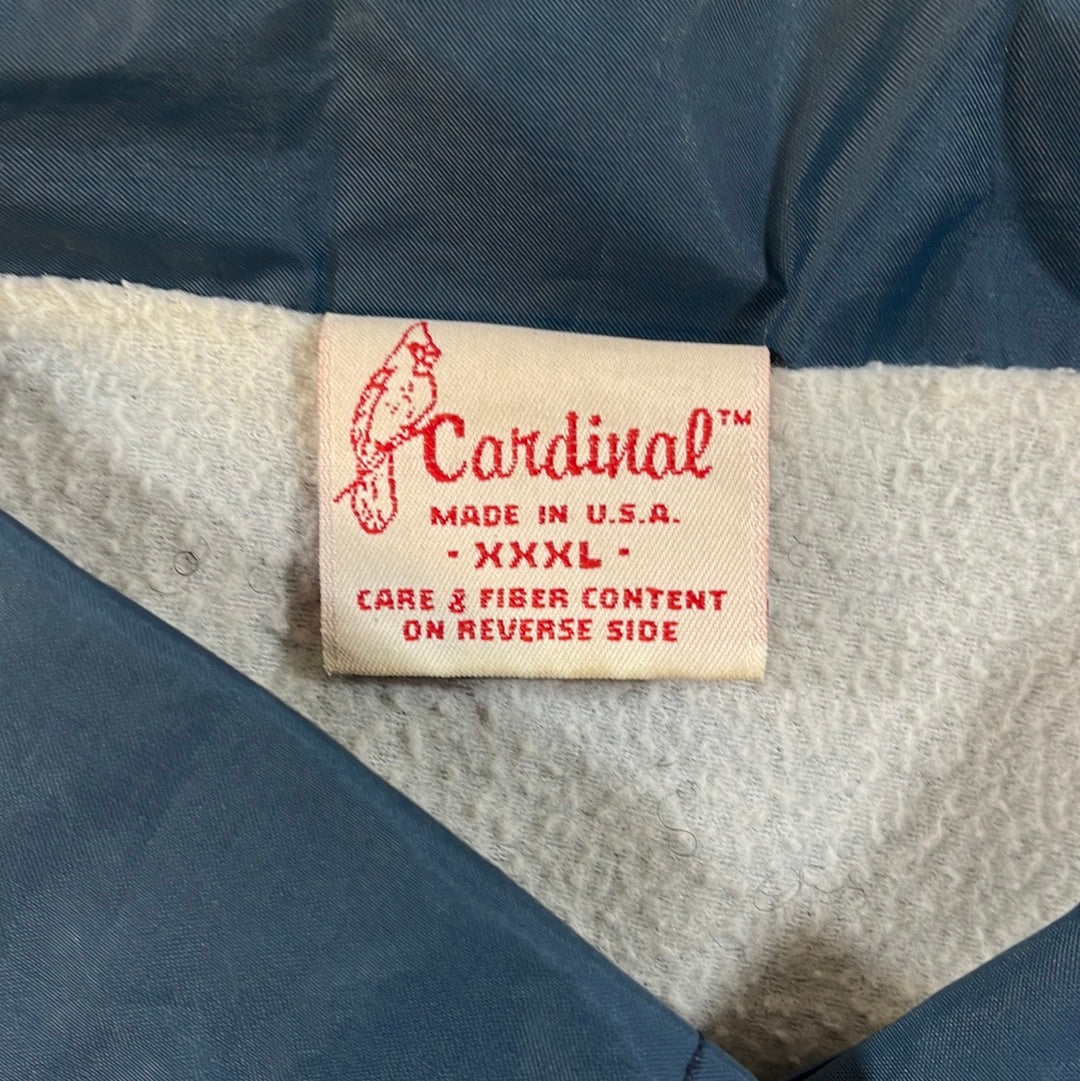 Cardinal™
MADE IN U.S.A.
- XXXL -
CARE & FIBER CONTENT
ON REVERSE SIDE